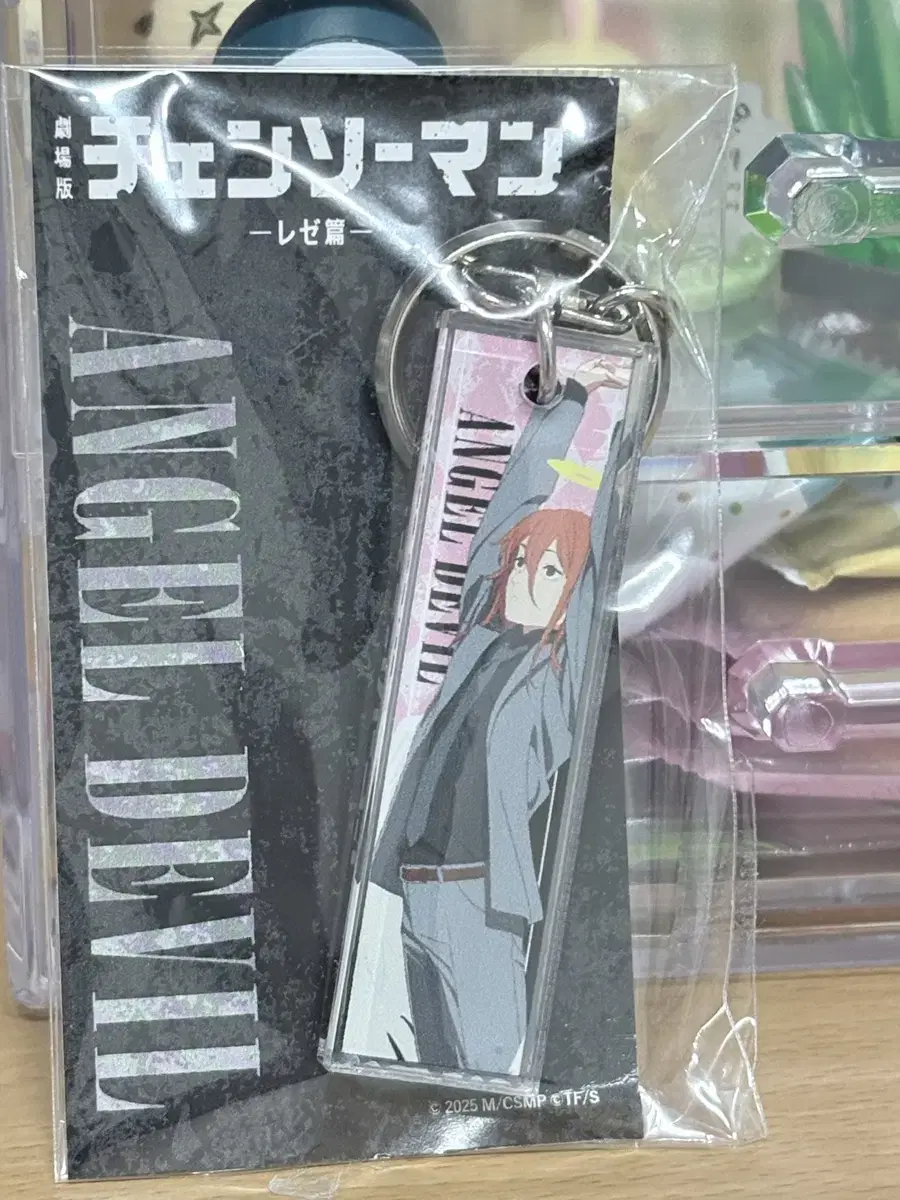 劇場版
チェンソーマン
—レゼ篇—
ANGEL DEVIL
ANGEL DEVIL
© 2025 M/CSMP © TF/S